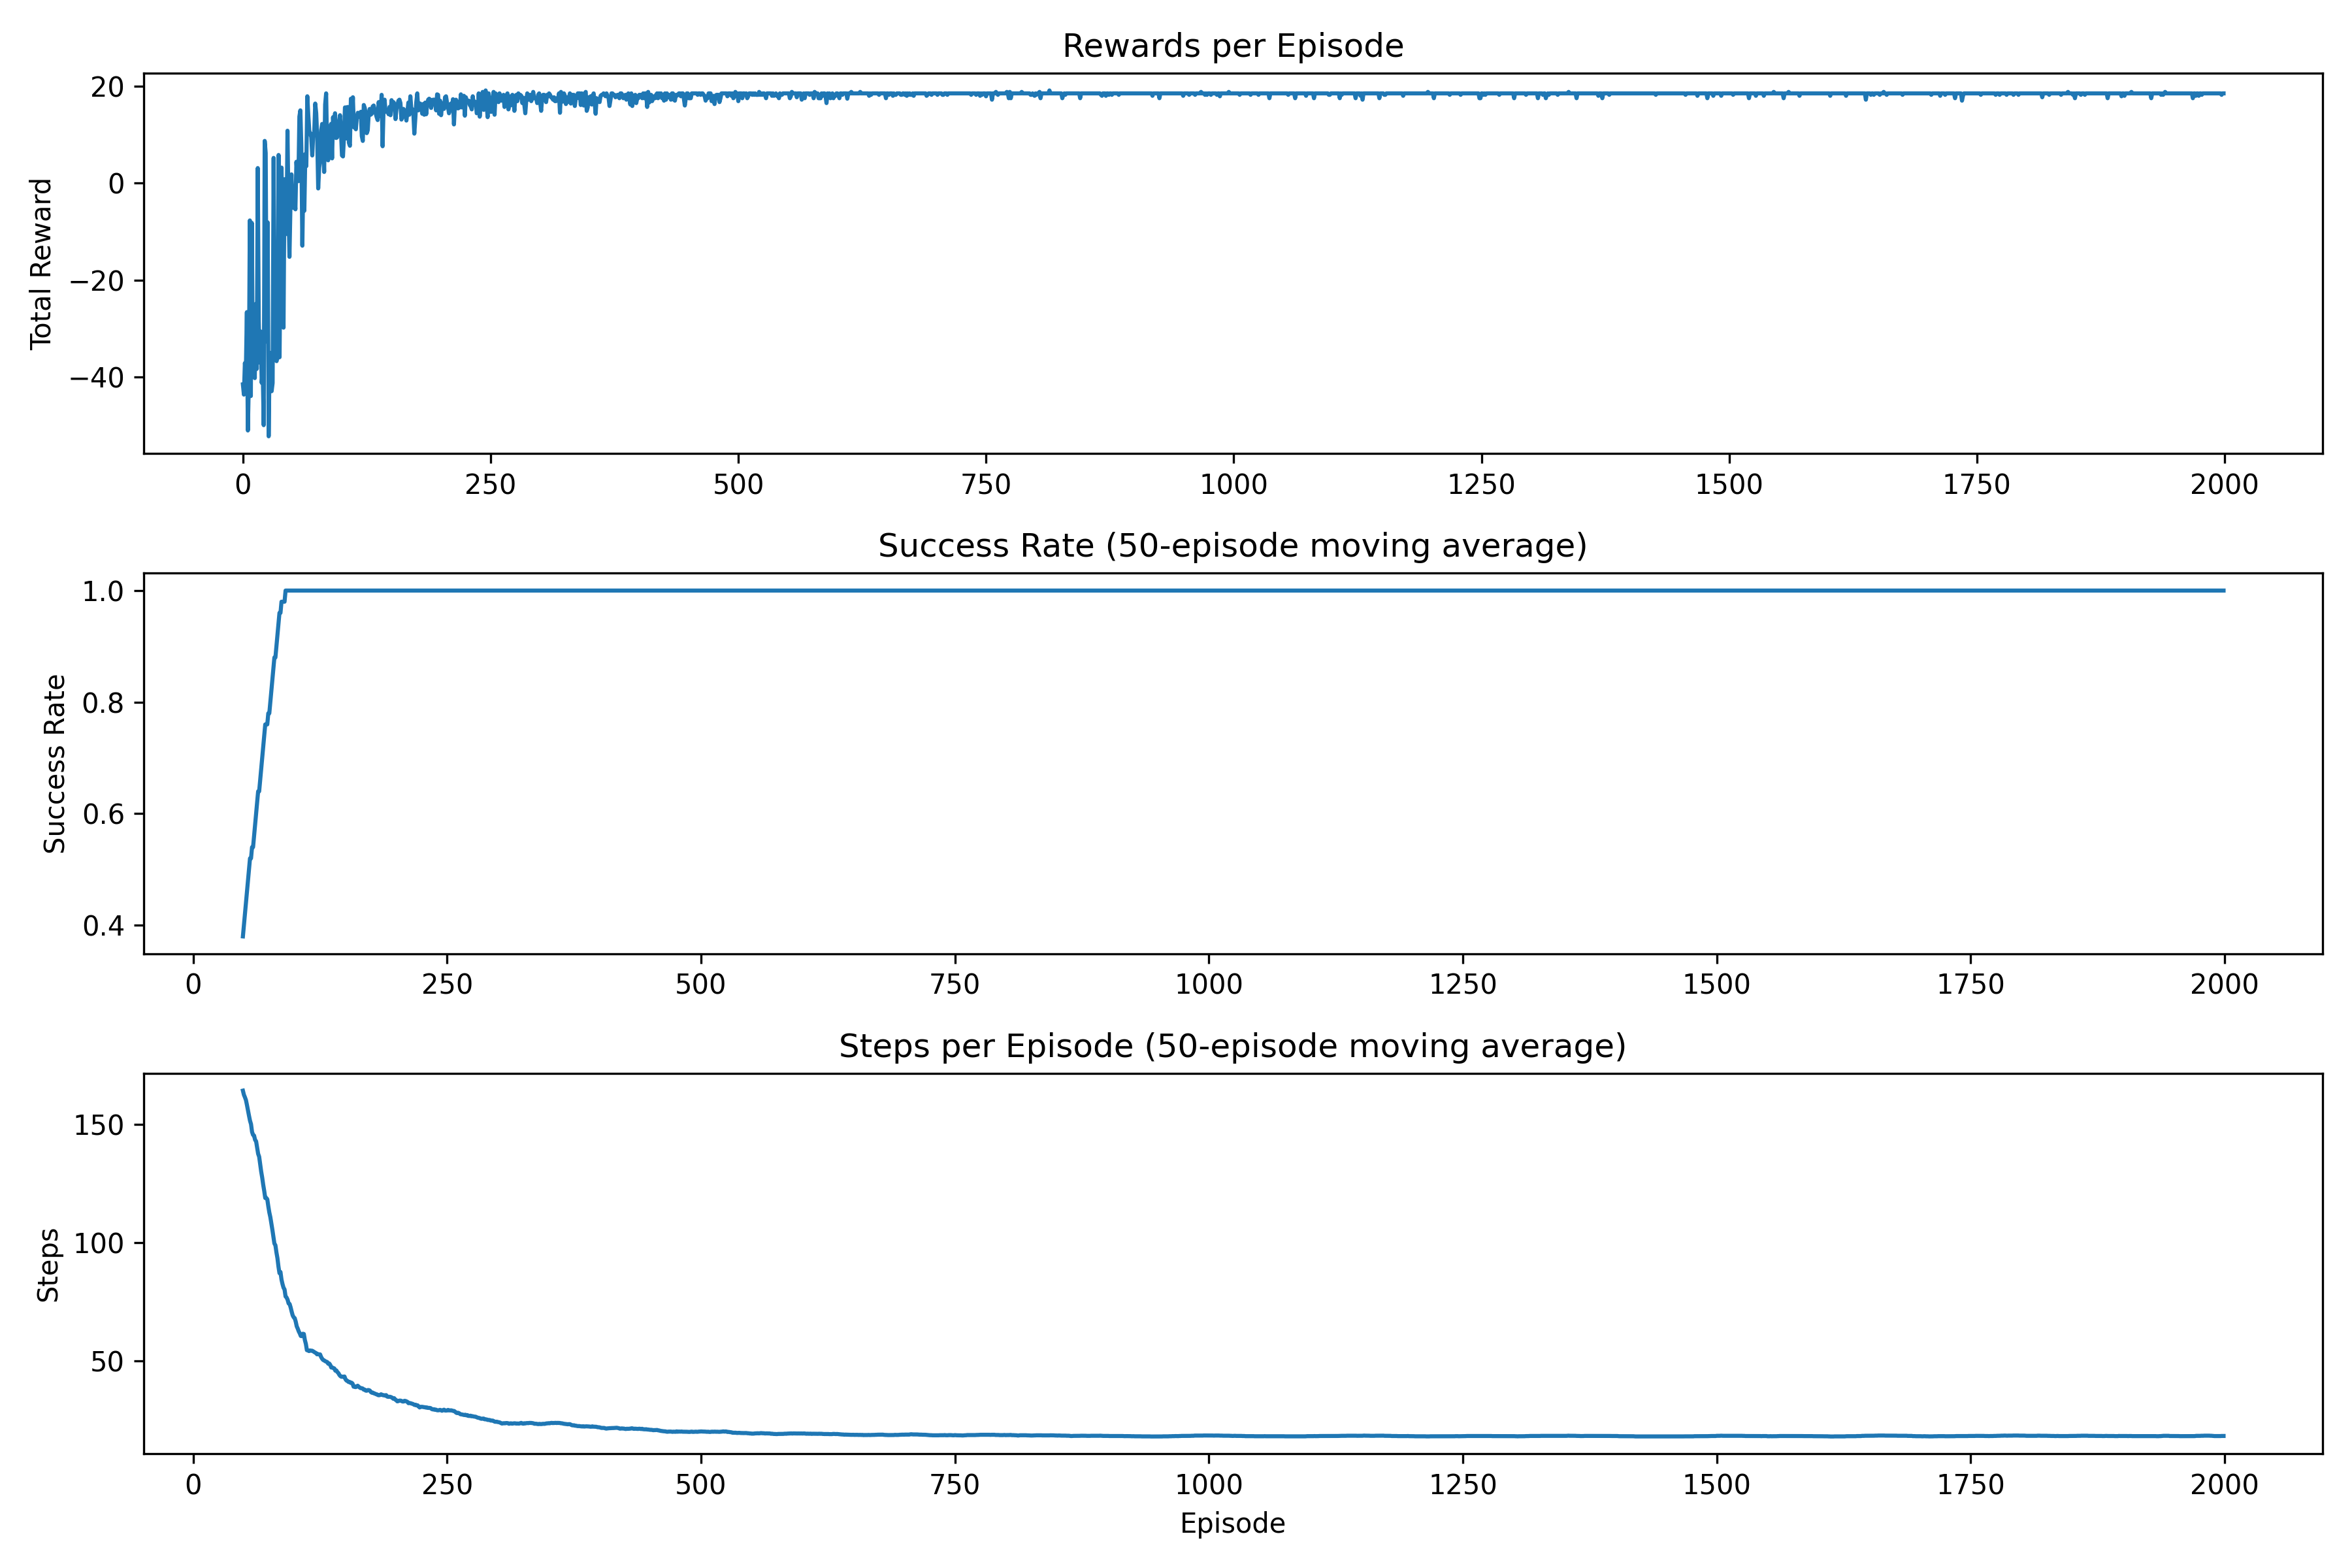 Rewards per Episode
20
0
−20
−40
Total Reward
0 250 500 750 1000 1250 1500 1750 2000
Success Rate (50-episode moving average)
1.0
0.8
0.6
0.4
Success Rate
0 250 500 750 1000 1250 1500 1750 2000
Steps per Episode (50-episode moving average)
150
100
50
Steps
0 250 500 750 1000 1250 1500 1750 2000
Episode